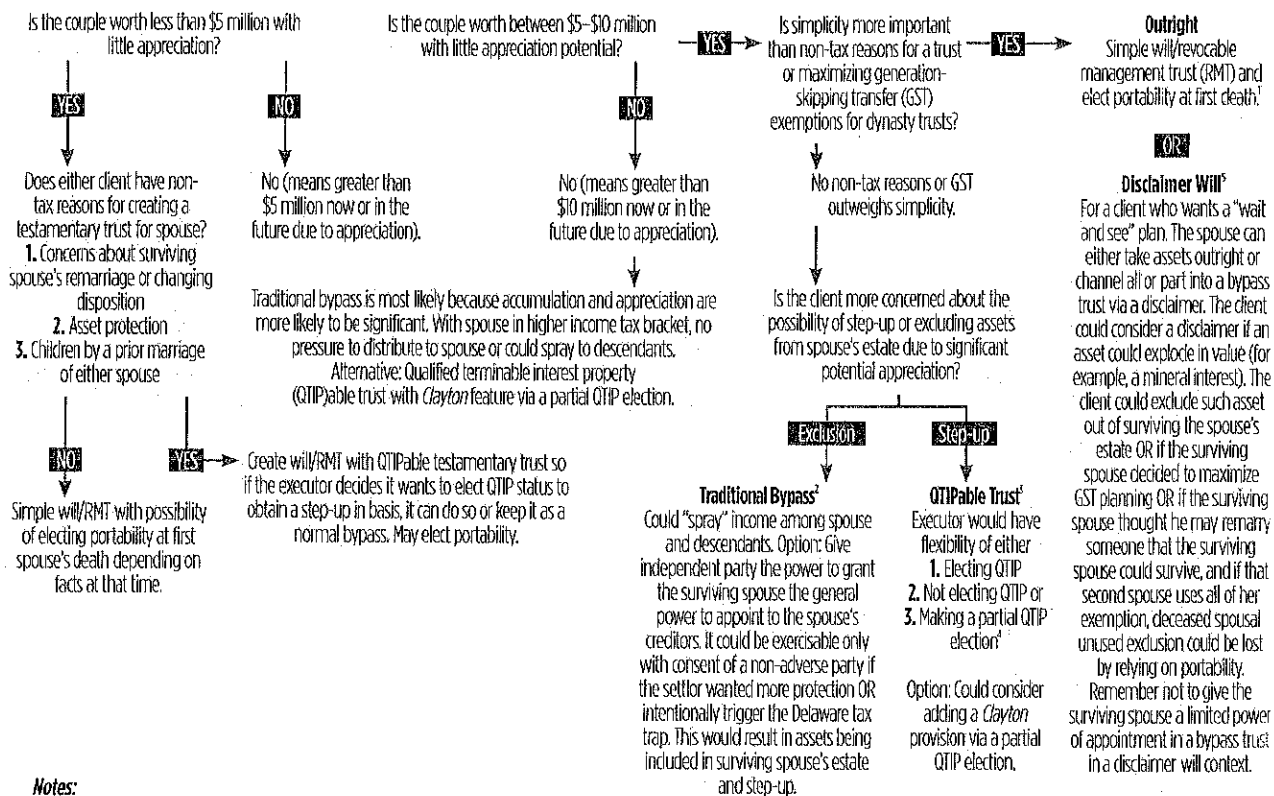 Is the couple worth less than $5 million with
little appreciation?
YES
NO
Does either client have non-
tax reasons for creating a
testamentary trust for spouse?
1. Concerns about surviving
spouse's remarriage or changing
disposition
2. Asset protection
3. Children by a prior marriage
of either spouse
No (means greater than
$5 million now or in the
future due to appreciation).
NO
YES
Simple will/RMT with possibility
of electing portability at first
spouse's death depending on
facts at that time.
Create will/RMT with QTIPable testamentary trust so
if the executor decides it wants to elect QTIP status to
obtain a step-up in basis, it can do so or keep it as a
normal bypass. May elect portability.
Is the couple worth between $5–$10 million
with little appreciation potential?
YES
NO
No (means greater than
$10 million now or in the
future due to appreciation).
Traditional bypass is most likely because accumulation and appreciation are
more likely to be significant. With spouse in higher income tax bracket, no
pressure to distribute to spouse or could spray to descendants.
Alternative: Qualified terminable interest property
(QTIP)able trust with Clayton feature via a partial QTIP election.
Is simplicity more important
than non-tax reasons for a trust
or maximizing generation-
skipping transfer (GST)
exemptions for dynasty trusts?
YES
No non-tax reasons or GST
outweighs simplicity.
Is the client more concerned about the
possibility of step-up or excluding assets
from spouse's estate due to significant
potential appreciation?
Exclusion
Step-up
Traditional Bypass²
Could "spray" income among spouse
and descendants. Option: Give
independent party the power to grant
the surviving spouse the general
power to appoint to the spouse's
creditors. It could be exercisable only
with consent of a non-adverse party if
the settlor wanted more protection OR
intentionally trigger the Delaware tax
trap. This would result in assets being
included in surviving spouse's estate
and step-up.
QTIPable Trust
Executor would have
flexibility of either
1. Electing QTIP
2. Not electing QTIP or
3. Making a partial QTIP
election⁴
Option: Could consider
adding a Clayton
provision via a partial
QTIP election.
Outright
Simple will/revocable
management trust (RMT) and
elect portability at first death.¹
OR
Disclaimer Will⁵
For a client who wants a "wait
and see" plan. The spouse can
either take assets outright or
channel all or part into a bypass
trust via a disclaimer. The client
could consider a disclaimer if an
asset could explode in value (for
example, a mineral interest). The
client could exclude such asset
out of surviving the spouse's
estate OR if the surviving
spouse decided to maximize
GST planning OR if the surviving
spouse thought he may remarry
someone that the surviving
spouse could survive, and if that
second spouse uses all of her
exemption, deceased spousal
unused exclusion could be lost
by relying on portability.
Remember not to give the
surviving spouse a limited power
of appointment in a bypass trust
in a disclaimer will context.
Notes: